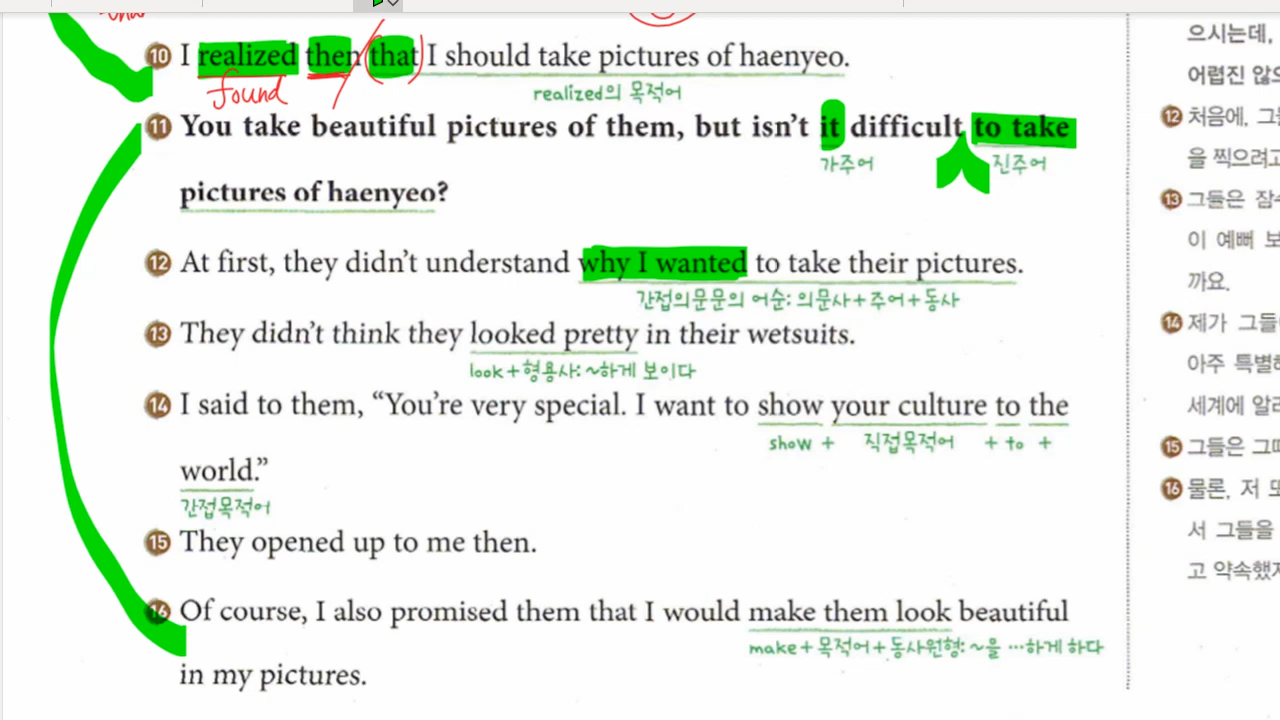 ⑩ I realized then that I should take pictures of haenyeo.
found
realized의 목적어
⑪ You take beautiful pictures of them, but isn't it difficult to take
가주어 진주어
pictures of haenyeo?
⑫ At first, they didn't understand why I wanted to take their pictures.
간접의문문의 어순: 의문사+주어+동사
⑬ They didn't think they looked pretty in their wetsuits.
look+형용사: ~하게 보이다
⑭ I said to them, “You're very special. I want to show your culture to the
show + 직접목적어 + to +
world.”
간접목적어
⑮ They opened up to me then.
⑯ Of course, I also promised them that I would make them look beautiful
make+목적어+동사원형: ~을 …하게 하다
in my pictures.
으시는데,
어렵진 않으
⑫ 처음에, 그들
을 찍으려고
⑬ 그들은 잠수
이 예뻐 보
까요.
⑭ 제가 그들
아주 특별해
세계에 알리
⑮ 그들은 그때
⑯ 물론, 저 또
서 그들을
고 약속했지